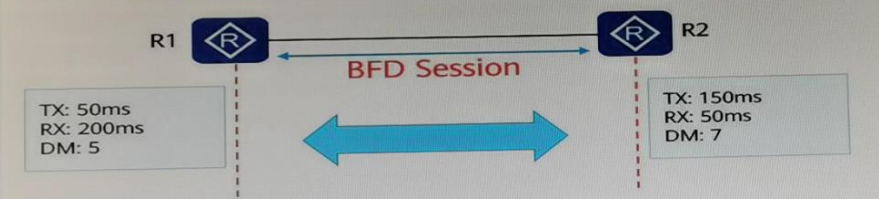 R1
R
R
R2
BFD Session
TX: 50ms
RX: 200ms
DM: 5
TX: 150ms
RX: 50ms
DM: 7